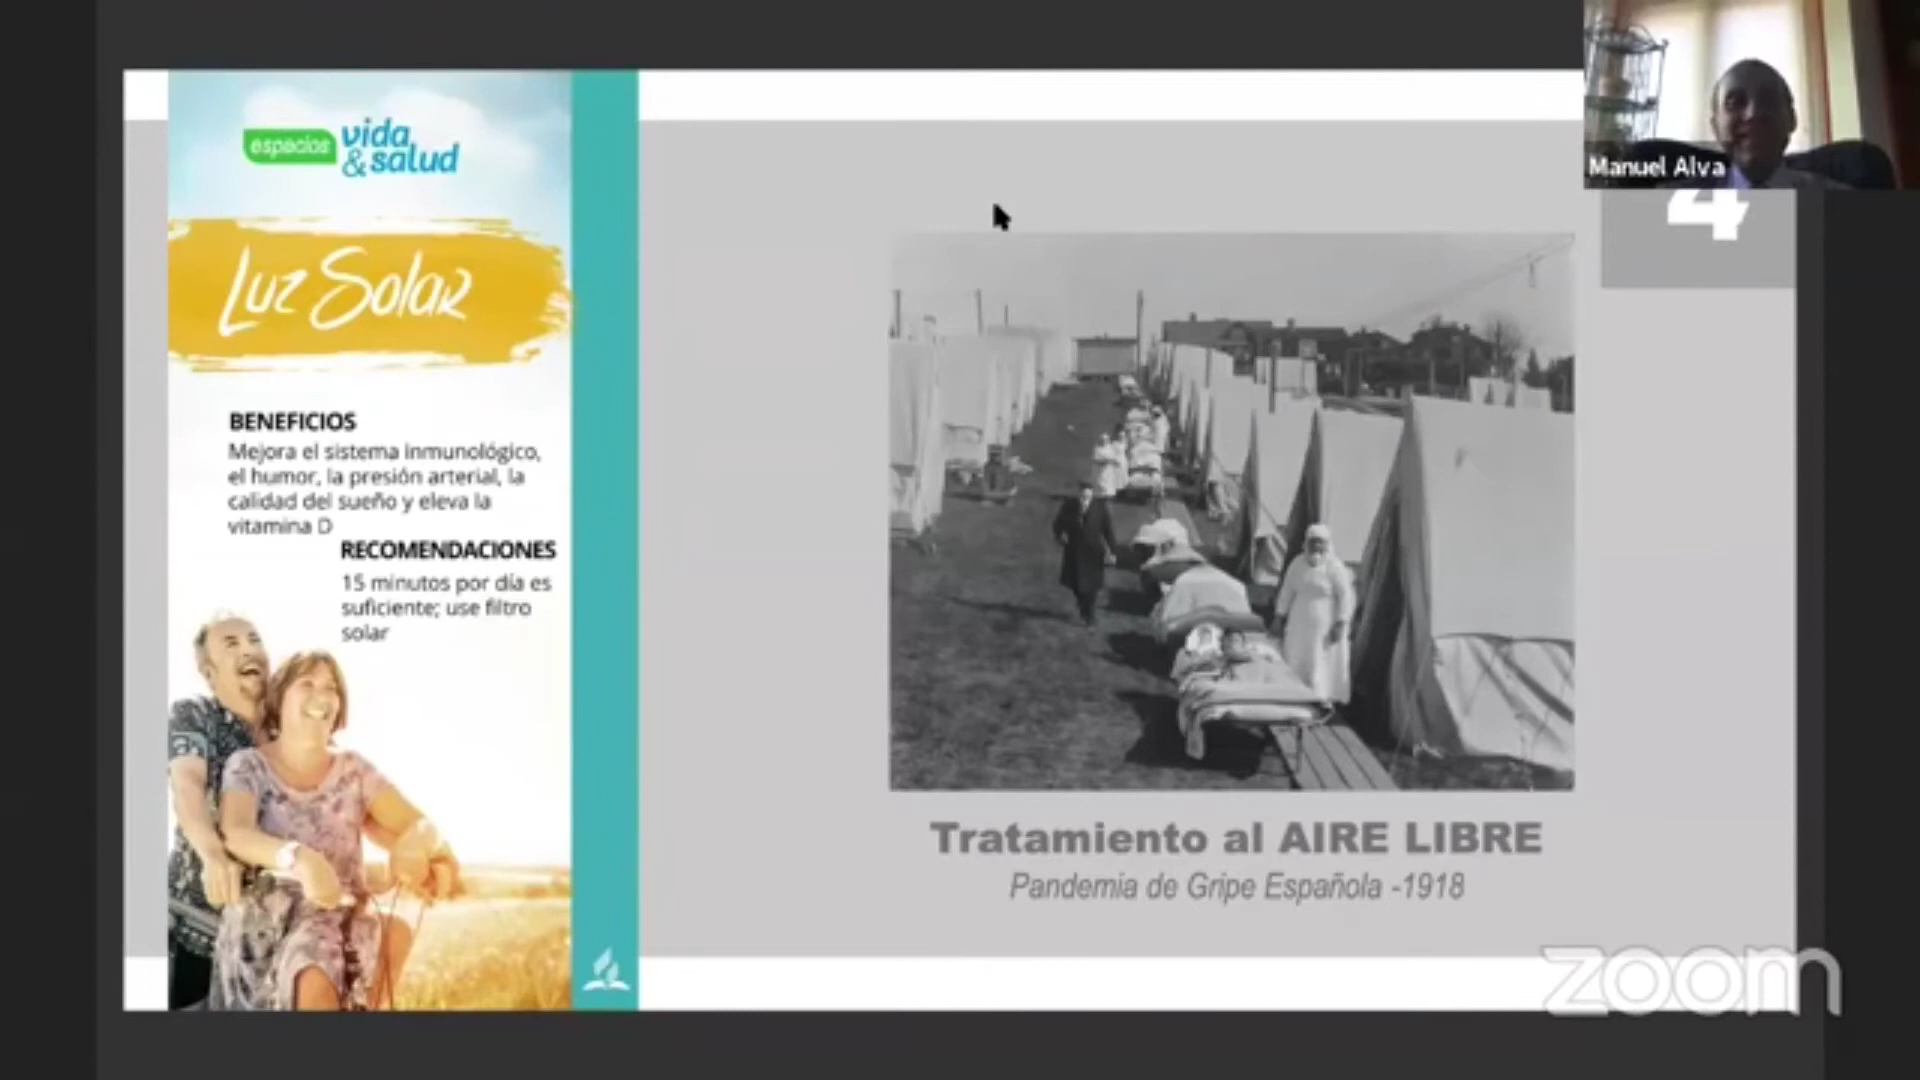 espacios
vida
& salud
Luz Solar
BENEFICIOS
Mejora el sistema inmunológico,
el humor, la presión arterial, la
calidad del sueño y eleva la
vitamina D
RECOMENDACIONES
15 minutos por día es
suficiente; use filtro
solar
Manuel Alva
4
Tratamiento al AIRE LIBRE
Pandemia de Gripe Española -1918
zoom